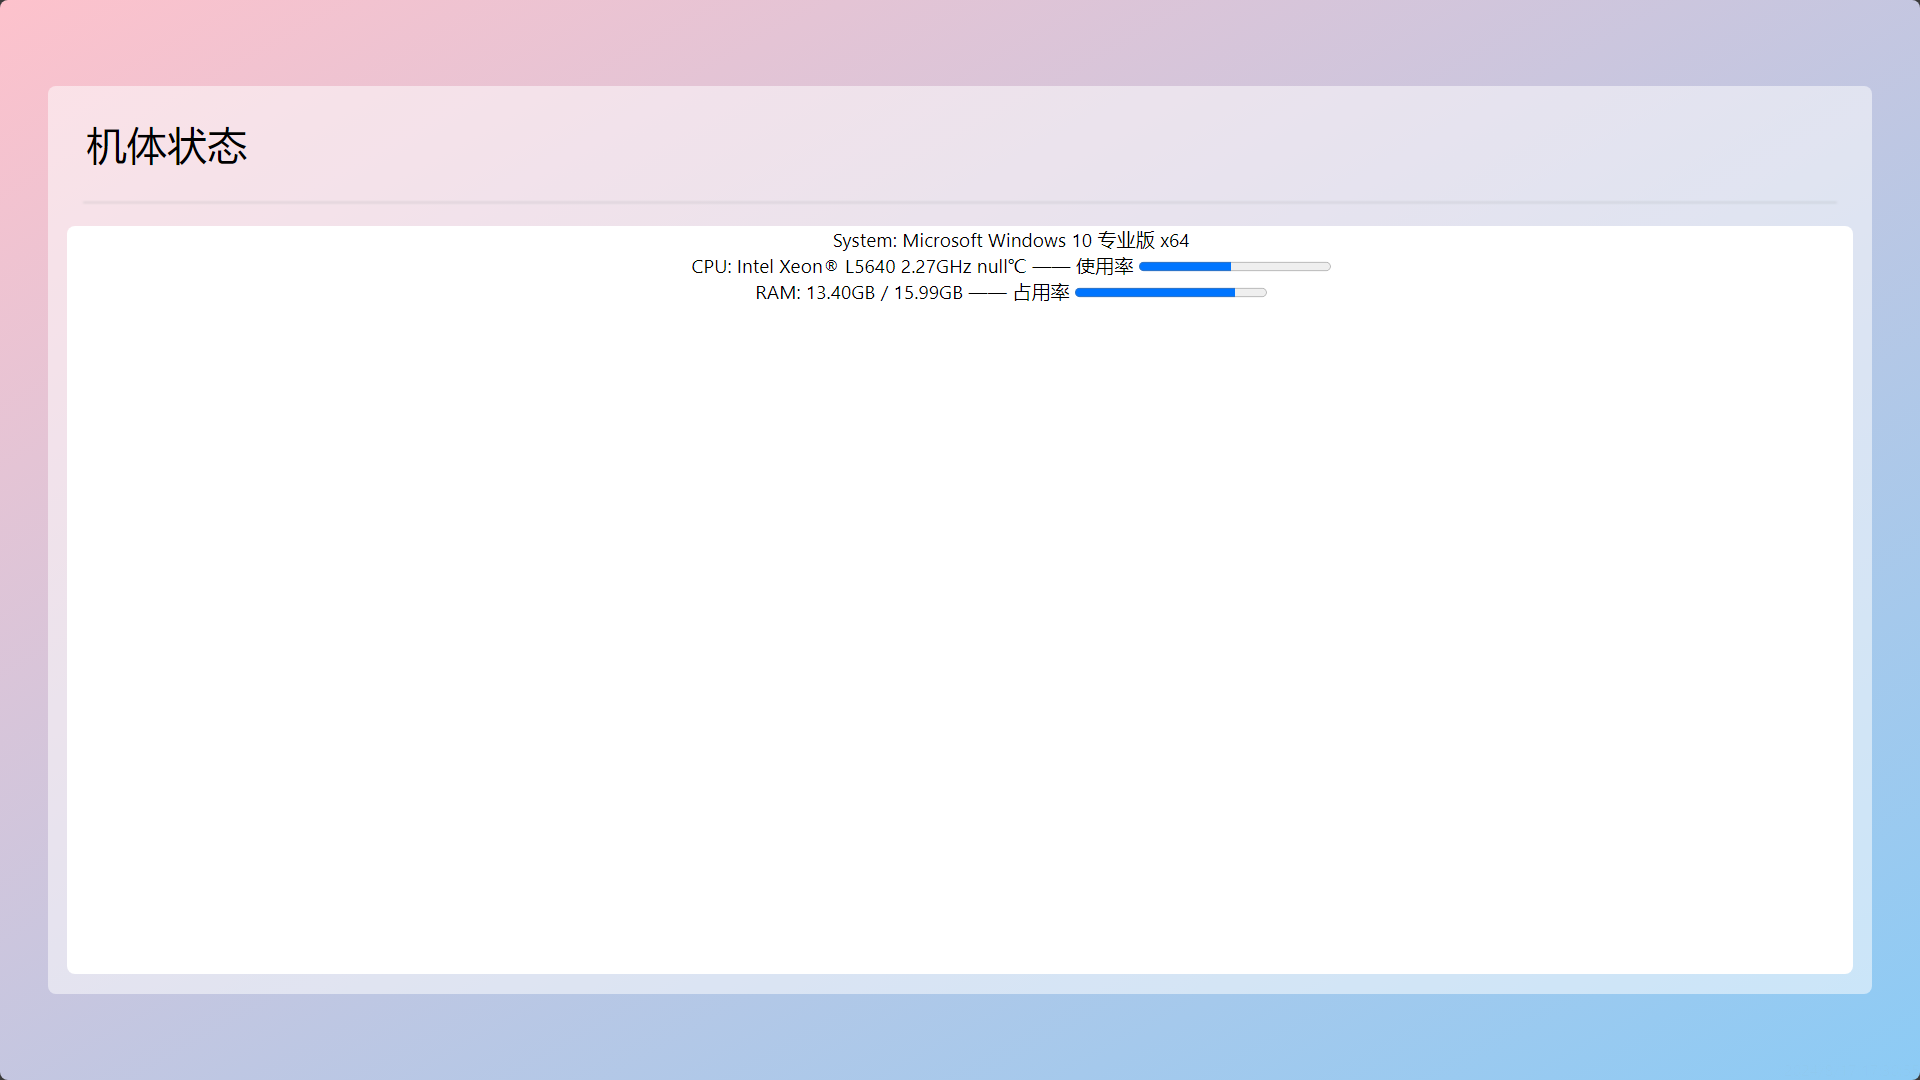 机体状态
System: Microsoft Windows 10 专业版 x64
CPU: Intel Xeon® L5640 2.27GHz null℃ —— 使用率
RAM: 13.40GB / 15.99GB —— 占用率